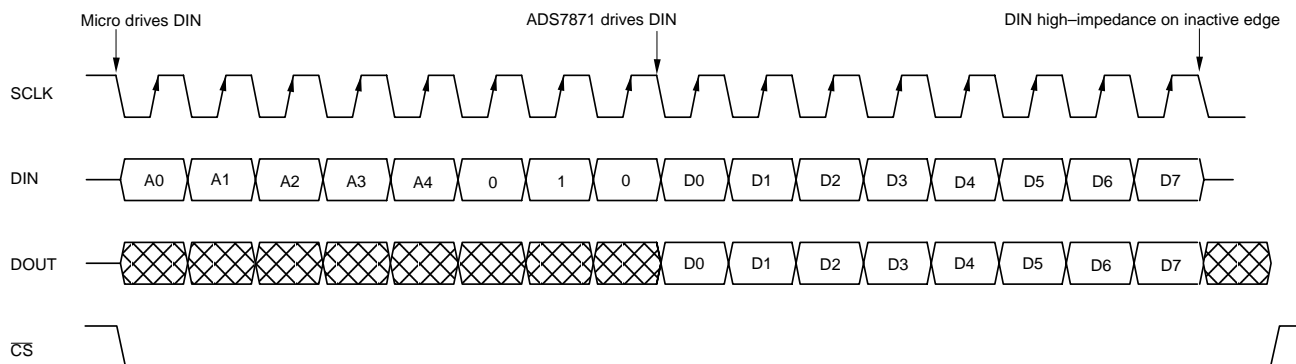 Micro drives DIN ADS7871 drives DIN DIN high–impedance on inactive edge
SCLK
DIN A0 A1 A2 A3 A4 0 1 0 D0 D1 D2 D3 D4 D5 D6 D7
DOUT D0 D1 D2 D3 D4 D5 D6 D7
C̅S̅